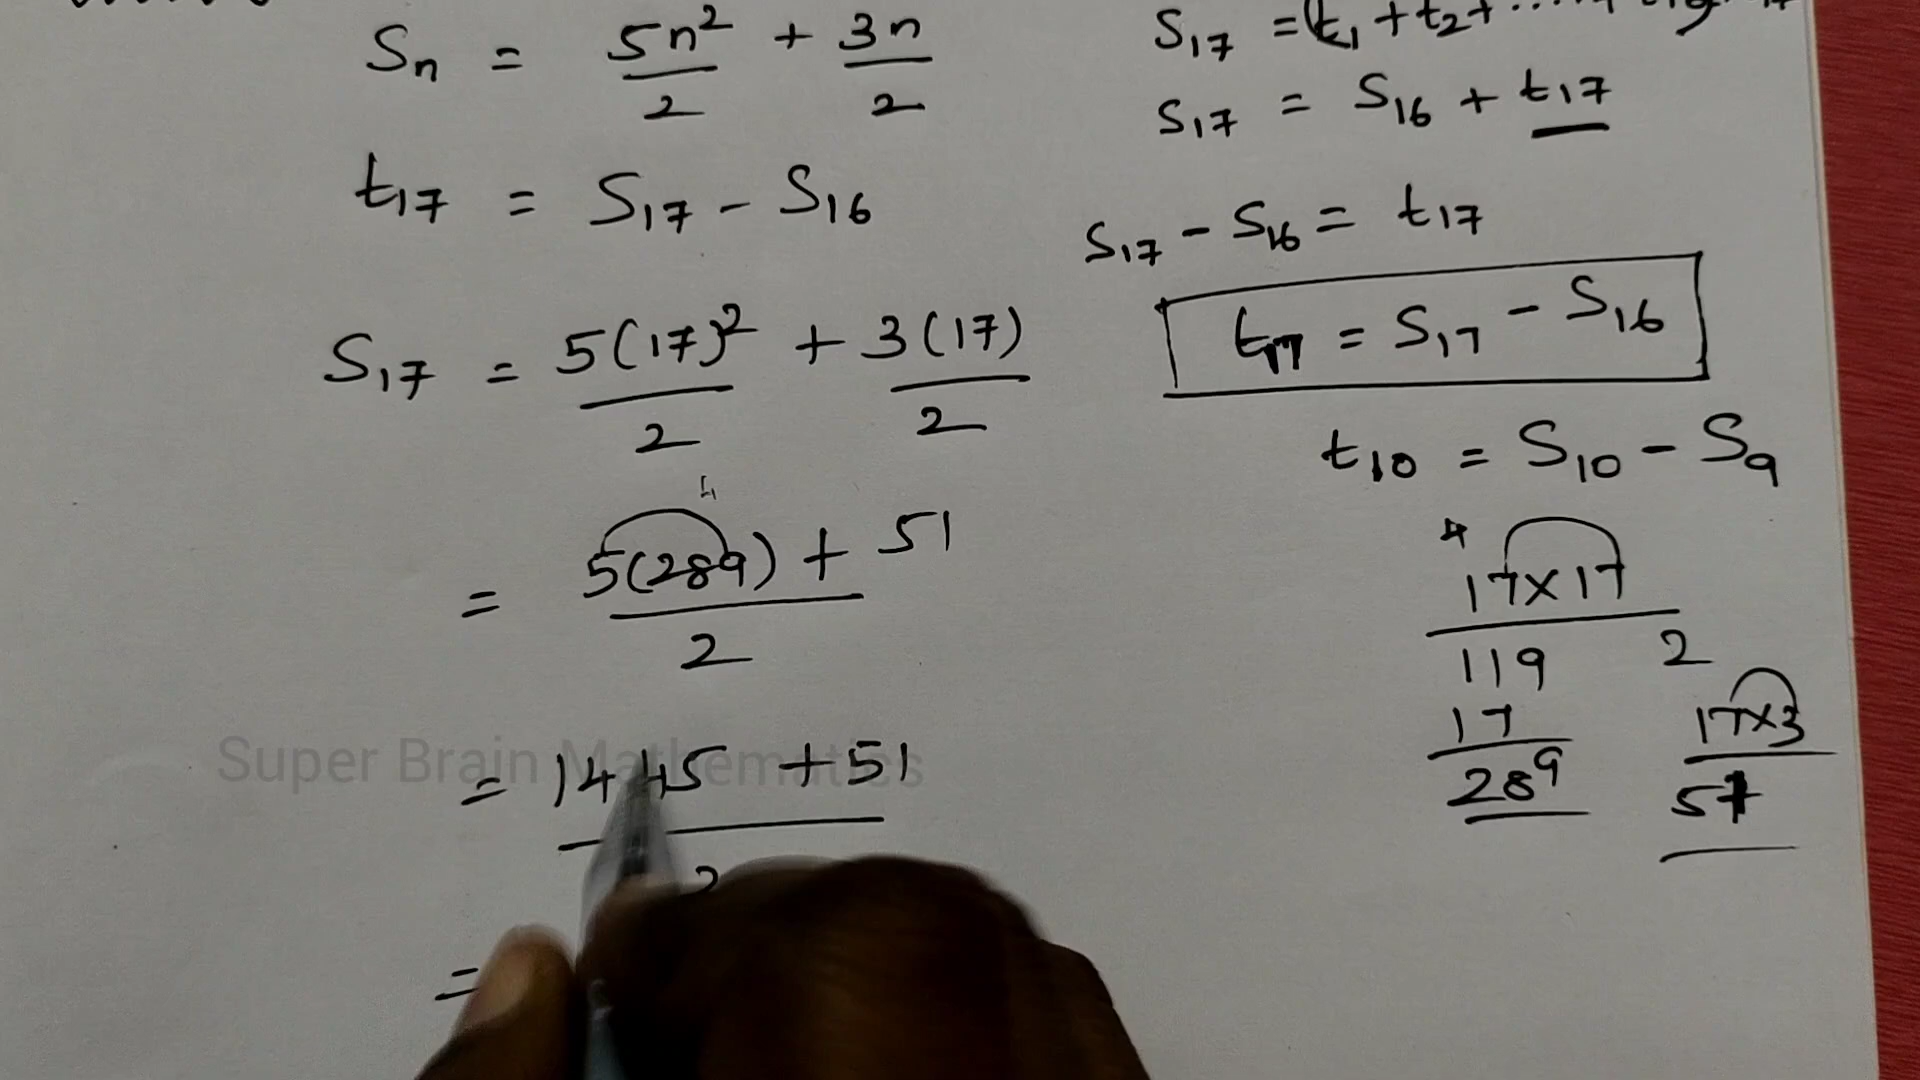 Sn = 5n²/2 + 3n/2
t17 = S17 - S16
S17 = 5(17)²/2 + 3(17)/2
= 5(289) + 51 / 2
= 1445 + 51 / 2
=
S17 = (t1 + t2 + ....
S17 = S16 + t17
S17 - S16 = t17
t17 = S17 - S16
t10 = S10 - S9
4
17×17
119
17
289
2
17×3
51
Super Brain Mathematics